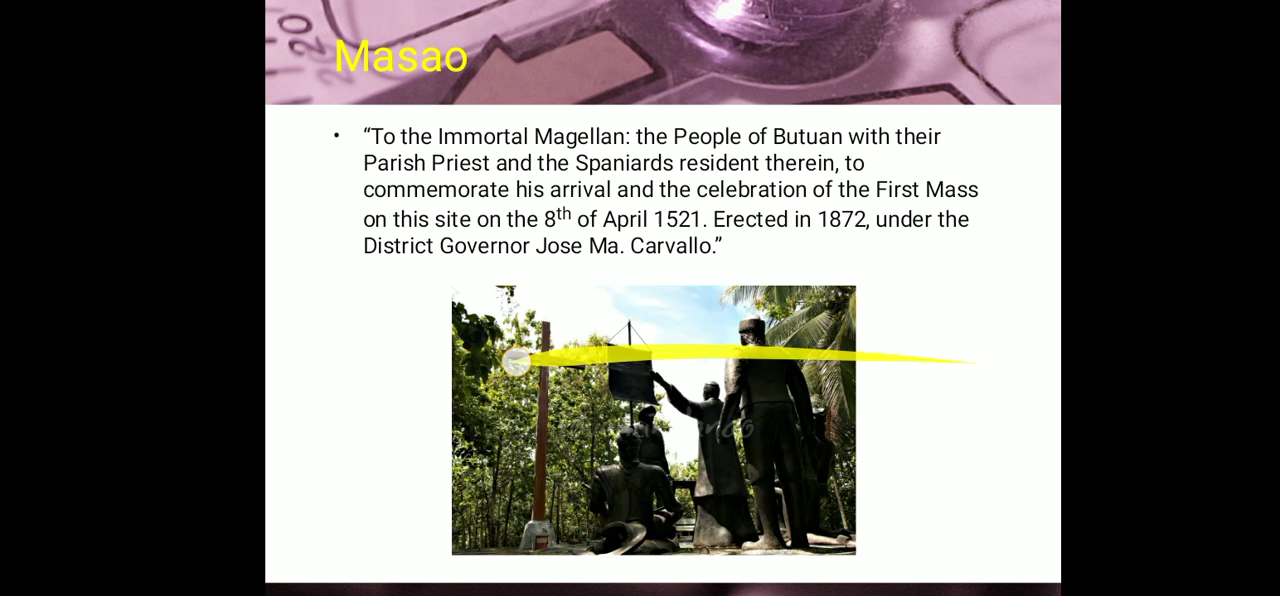 Masao
• “To the Immortal Magellan: the People of Butuan with their
Parish Priest and the Spaniards resident therein, to
commemorate his arrival and the celebration of the First Mass
on this site on the 8th of April 1521. Erected in 1872, under the
District Governor Jose Ma. Carvallo.”